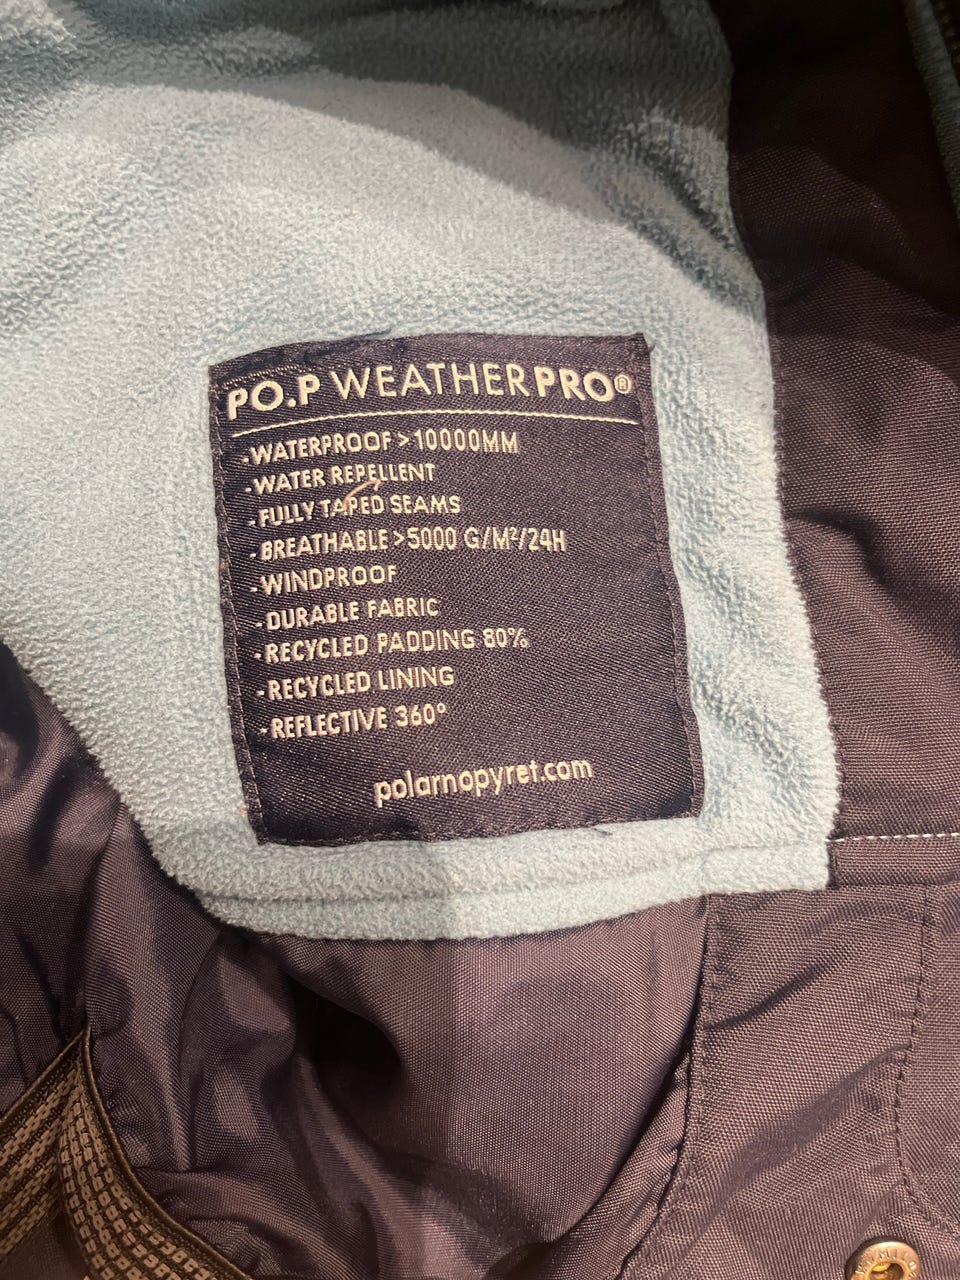 PO.P WEATHERPRO®
-WATERPROOF >10000MM
-WATER REPELLENT
-FULLY TAPED SEAMS
-BREATHABLE >5000 G/M²/24H
-WINDPROOF
-DURABLE FABRIC
-RECYCLED PADDING 80%
-RECYCLED LINING
-REFLECTIVE 360°
polarnopyret.com